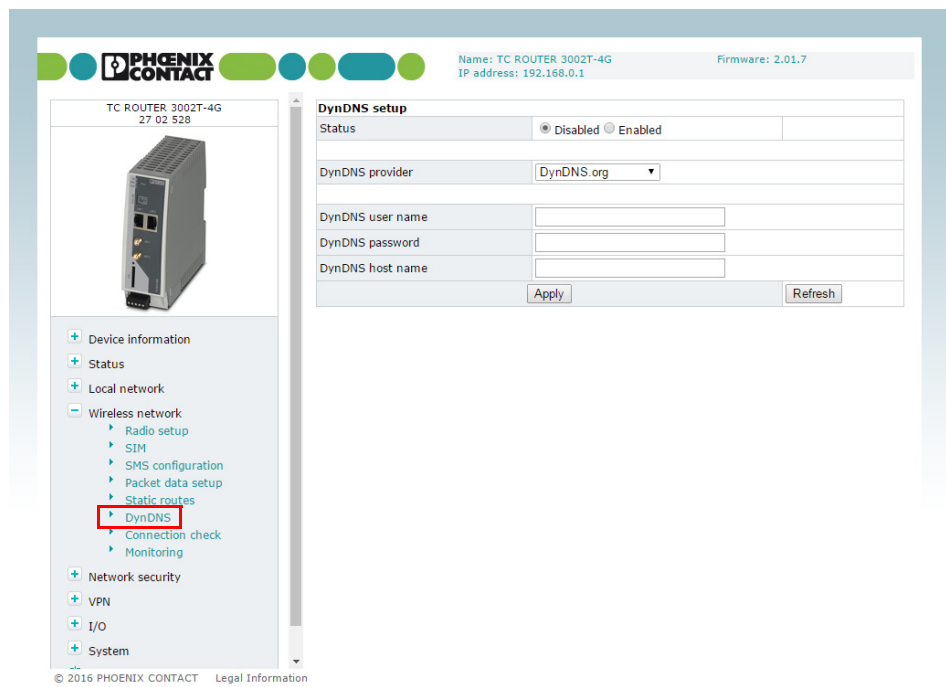 PHŒNIX
CONTACT
Name: TC ROUTER 3002T-4G
Firmware: 2.01.7
IP address: 192.168.0.1
TC ROUTER 3002T-4G
27 02 528
Device information
Status
Local network
Wireless network
Radio setup
SIM
SMS configuration
Packet data setup
Static routes
DynDNS
Connection check
Monitoring
Network security
VPN
I/O
System
DynDNS setup
Status Disabled Enabled
DynDNS provider DynDNS.org
DynDNS user name
DynDNS password
DynDNS host name
Apply Refresh
© 2016 PHOENIX CONTACT Legal Information